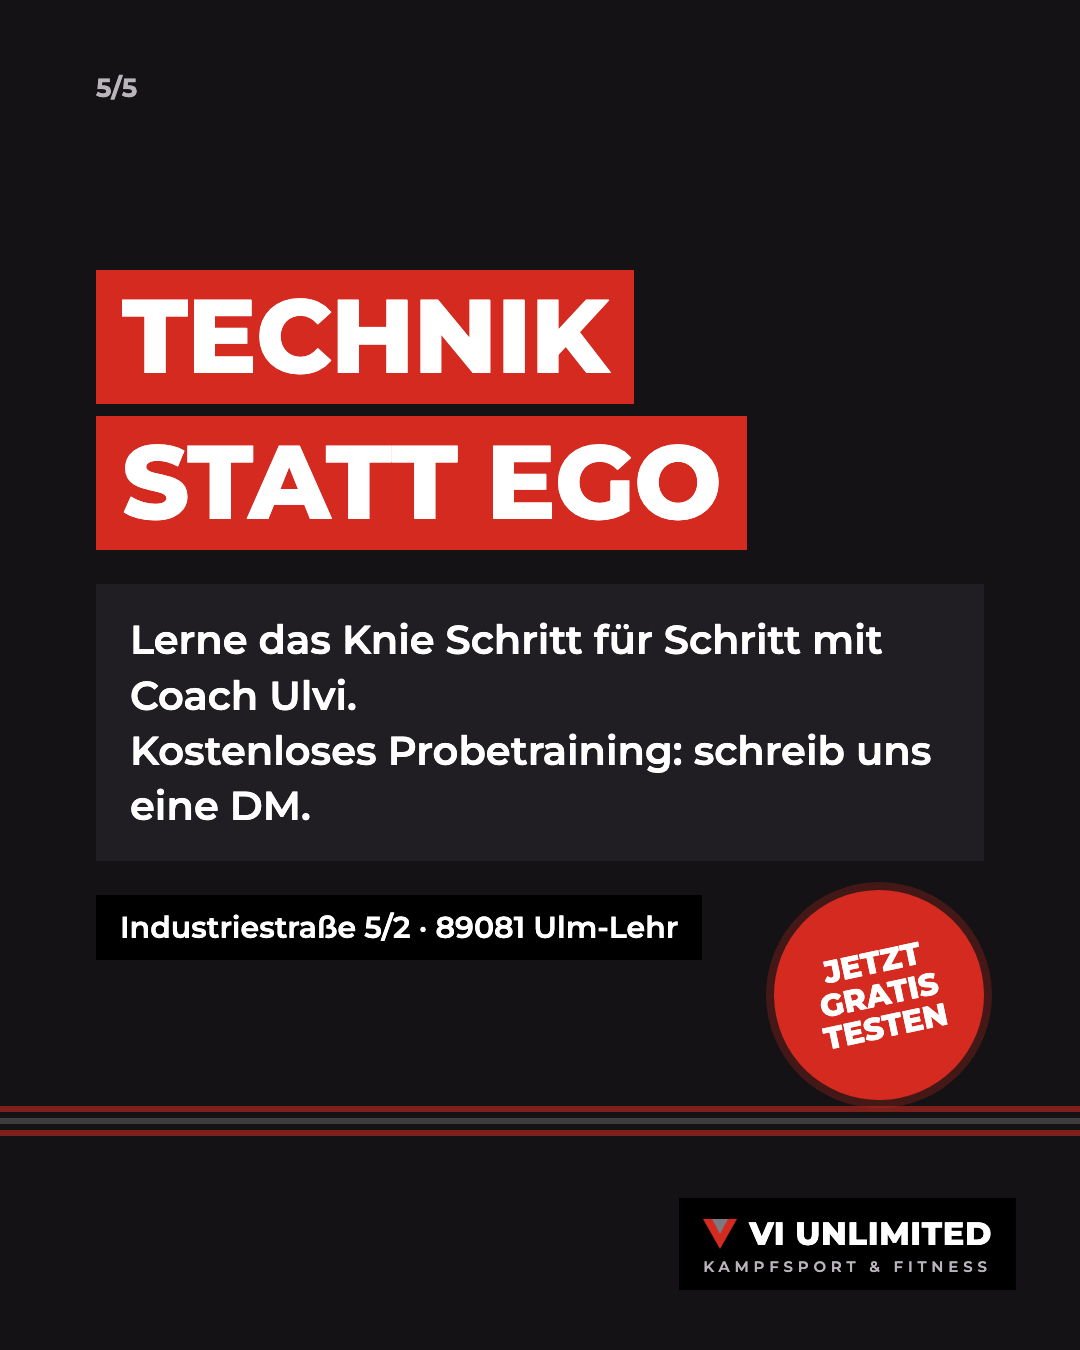 5/5
TECHNIK
STATT EGO
Lerne das Knie Schritt für Schritt mit
Coach Ulvi.
Kostenloses Probetraining: schreib uns
eine DM.
Industriestraße 5/2 · 89081 Ulm-Lehr
JETZT
GRATIS
TESTEN
VI UNLIMITED
KAMPFSPORT & FITNESS